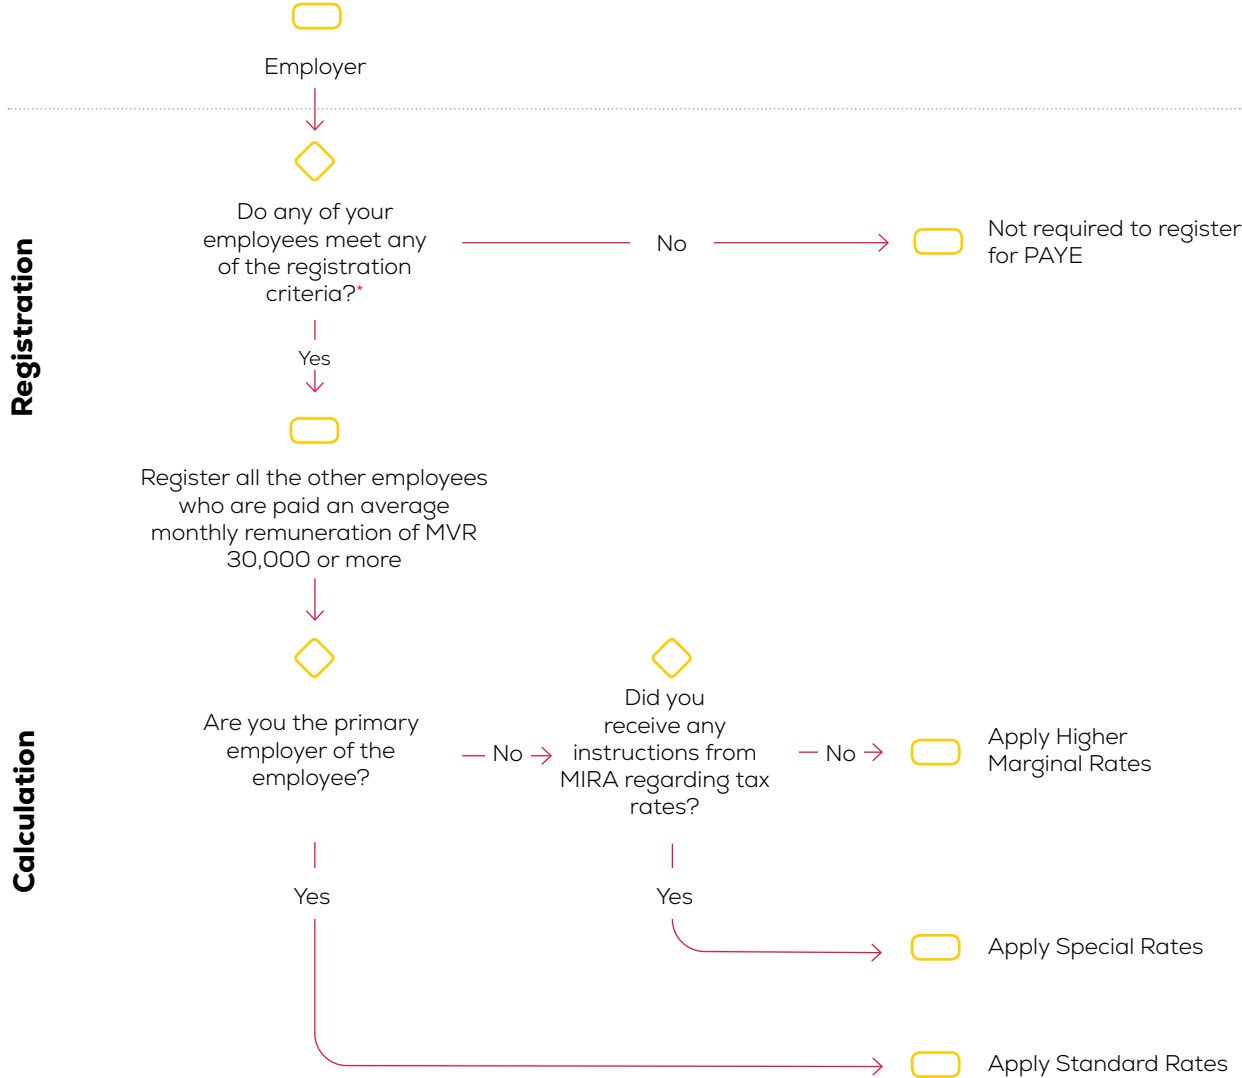 Employer
Registration
Do any of your
employees meet any
of the registration
criteria?*
No
Not required to register
for PAYE
Yes
Register all the other employees
who are paid an average
monthly remuneration of MVR
30,000 or more
Calculation
Are you the primary
employer of the
employee?
No
Did you
receive any
instructions from
MIRA regarding tax
rates?
No
Apply Higher
Marginal Rates
Yes
Yes
Apply Special Rates
Apply Standard Rates